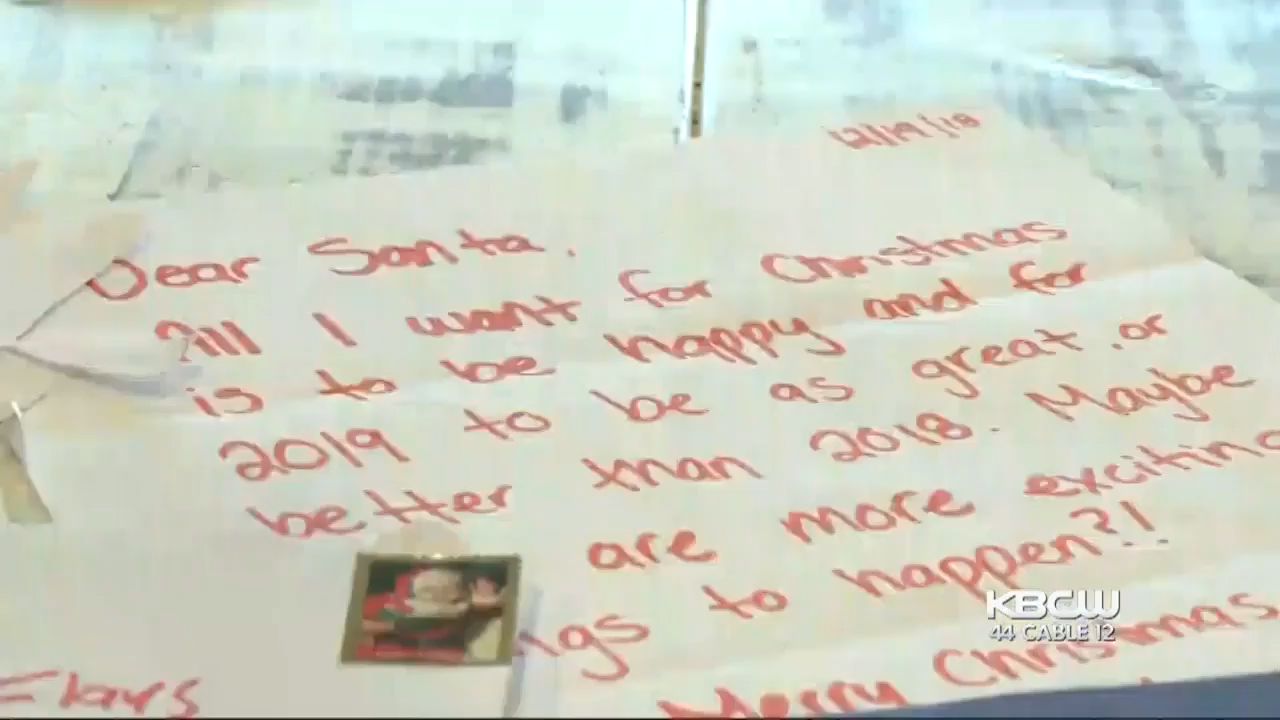 12/19/18
Dear Santa,
All I want for Christmas
is to be happy and for
2019 to be as great, or
better than 2018. Maybe
are more exciting
ngs to happen?!
Merry Christmas
KBCW
44 CABLE 12